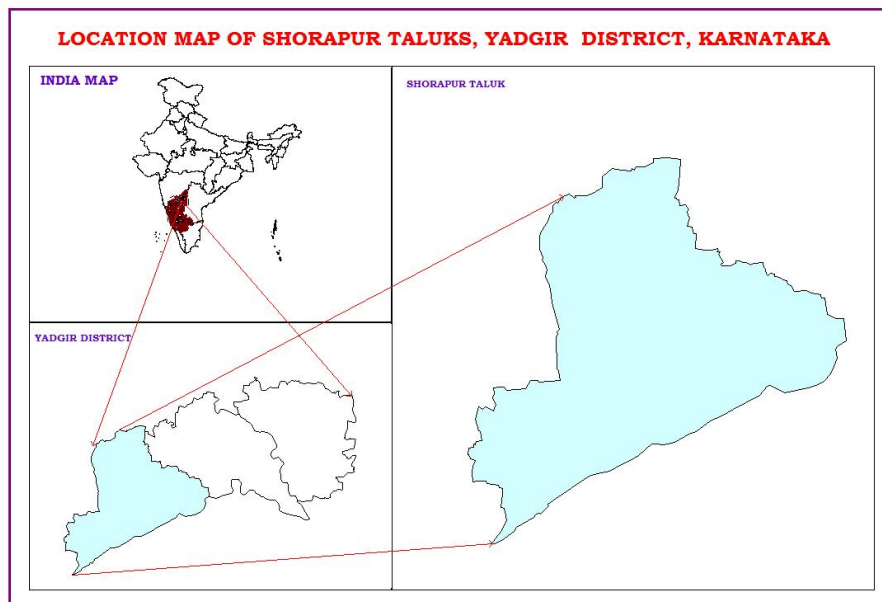 LOCATION MAP OF SHORAPUR TALUKS, YADGIR DISTRICT, KARNATAKA
INDIA MAP
SHORAPUR TALUK
YADGIR DISTRICT